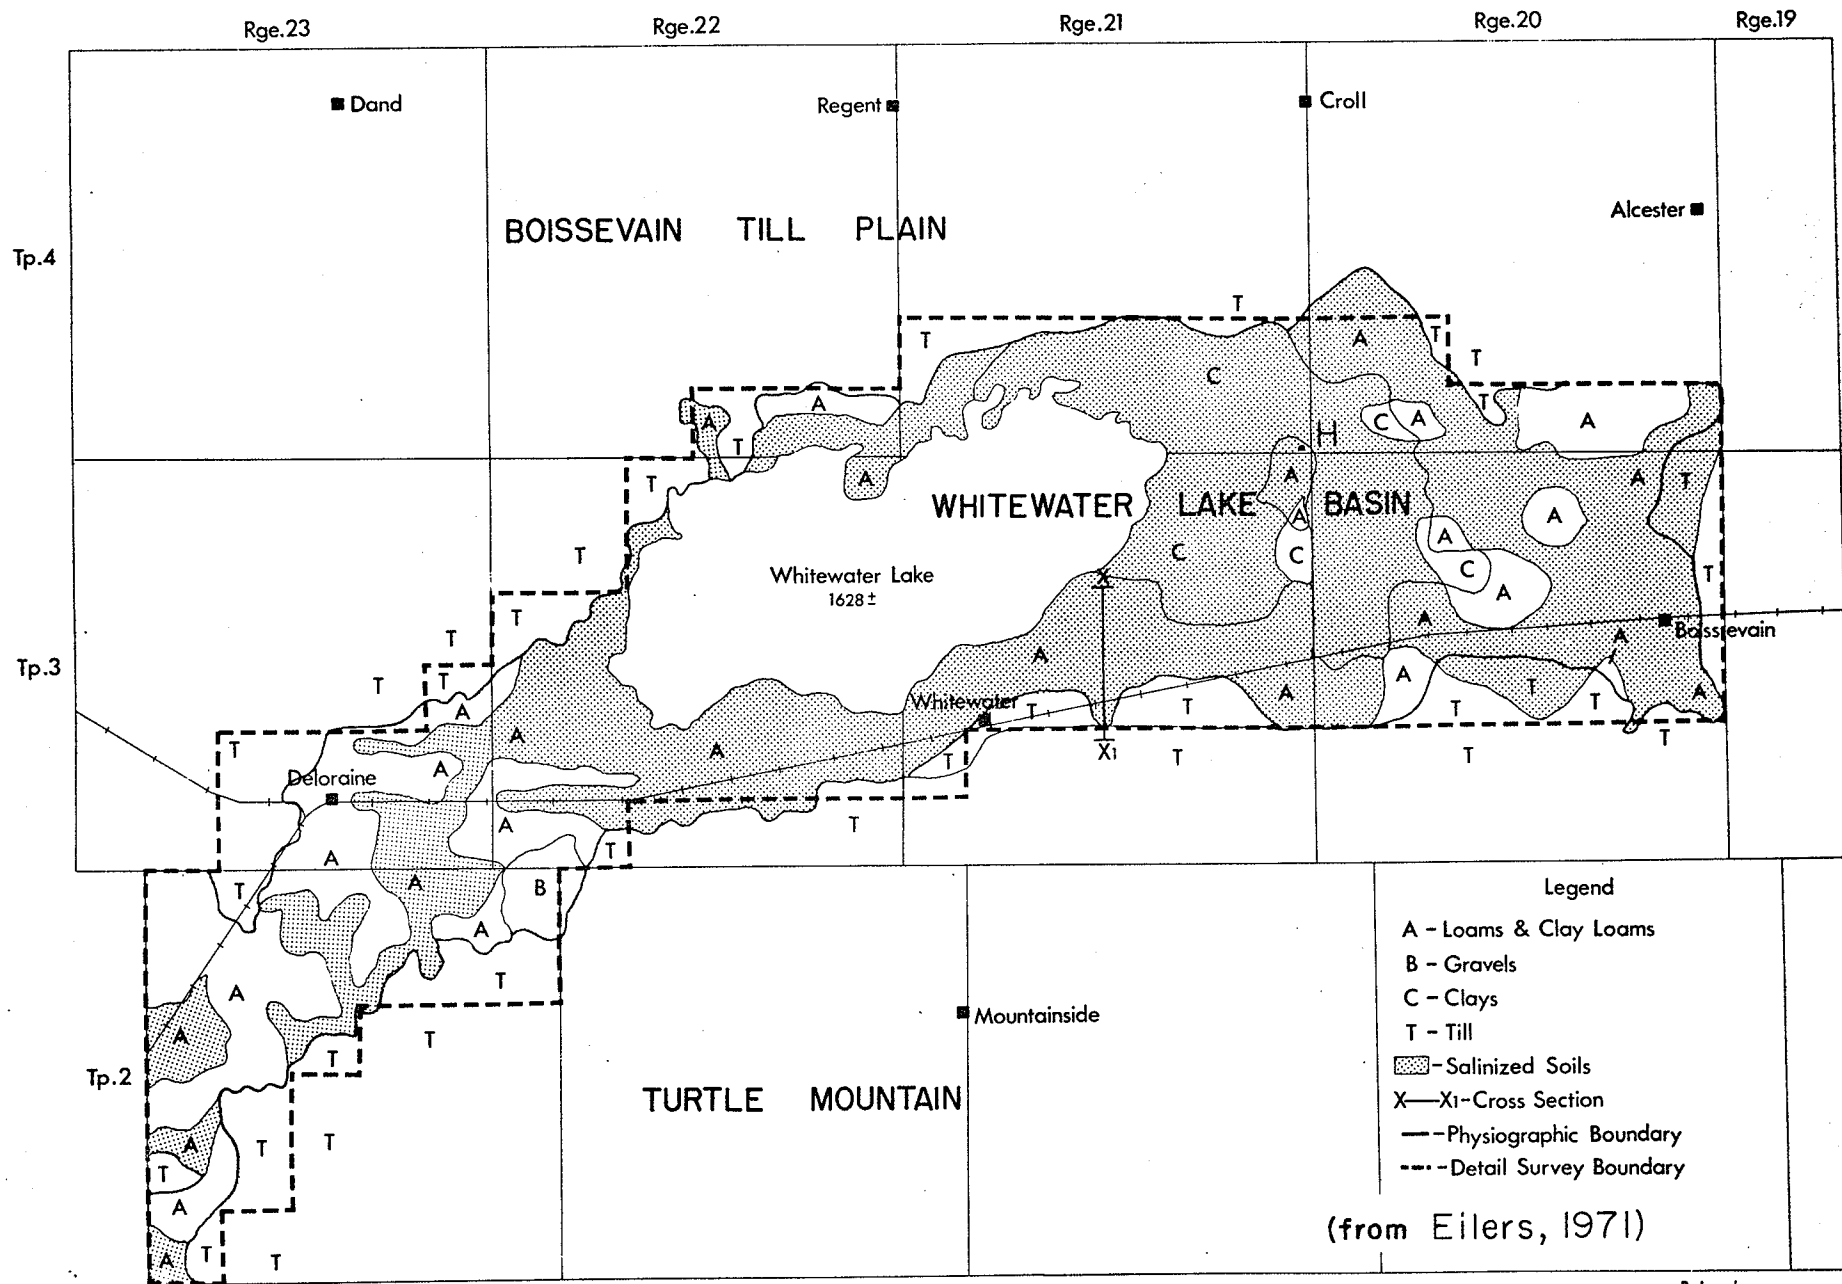 Rge.23 Rge.22 Rge.21 Rge.20 Rge.19
Dand Regent Croll
Alcester
BOISSEVAIN TILL PLAIN
Tp.4
T
T A T
T
C
A T
A T C A A
H
T A A A T
WHITEWATER LAKE BASIN
A A
T C C A
Whitewater Lake
1628±
X
C T
A
T A
T Boissevain
A
Tp.3
T T A A
A T T
A Whitewater T T T A
T A A X1 T T T
Deloraine A T
A T
A T
A B
T
A
Legend
A - Loams & Clay Loams
B - Gravels
C - Clays
T - Till
- Salinized Soils
X—X1-Cross Section
- Physiographic Boundary
- Detail Survey Boundary
A T
A Mountainside
T T
Tp.2
TURTLE MOUNTAIN
A T T
T
A
A T T
(from Eilers, 1971)